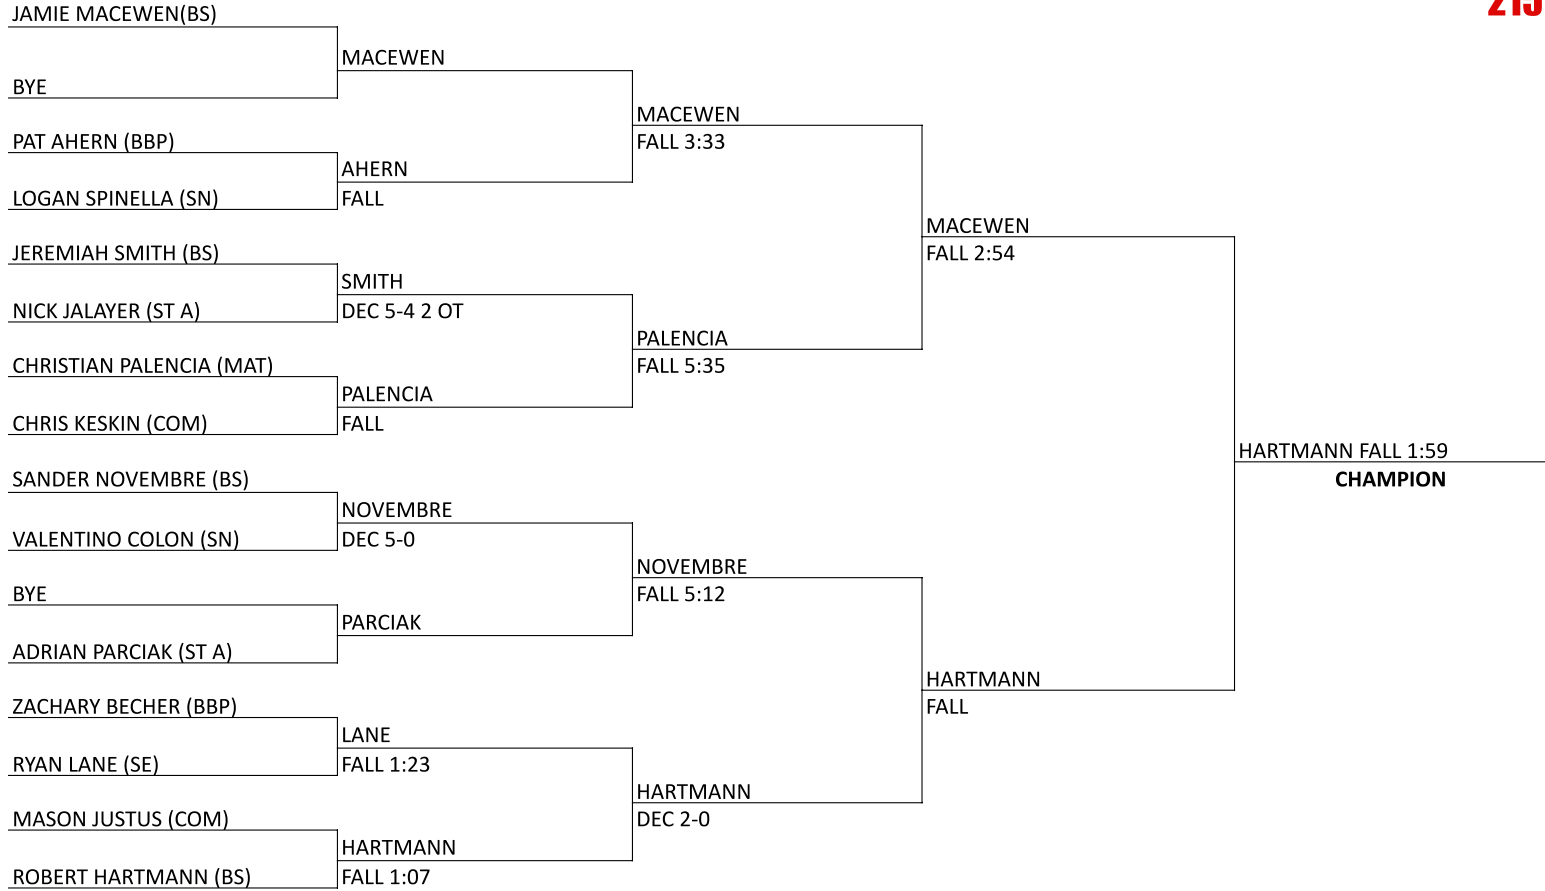 JAMIE MACEWEN(BS)
215
MACEWEN
BYE
MACEWEN
FALL 3:33
PAT AHERN (BBP)
AHERN
FALL
LOGAN SPINELLA (SN)
MACEWEN
FALL 2:54
JEREMIAH SMITH (BS)
SMITH
DEC 5-4 2 OT
NICK JALAYER (ST A)
PALENCIA
FALL 5:35
CHRISTIAN PALENCIA (MAT)
PALENCIA
FALL
CHRIS KESKIN (COM)
HARTMANN FALL 1:59
CHAMPION
SANDER NOVEMBRE (BS)
NOVEMBRE
DEC 5-0
VALENTINO COLON (SN)
NOVEMBRE
FALL 5:12
BYE
PARCIAK
ADRIAN PARCIAK (ST A)
HARTMANN
FALL
ZACHARY BECHER (BBP)
LANE
FALL 1:23
RYAN LANE (SE)
HARTMANN
DEC 2-0
MASON JUSTUS (COM)
HARTMANN
FALL 1:07
ROBERT HARTMANN (BS)